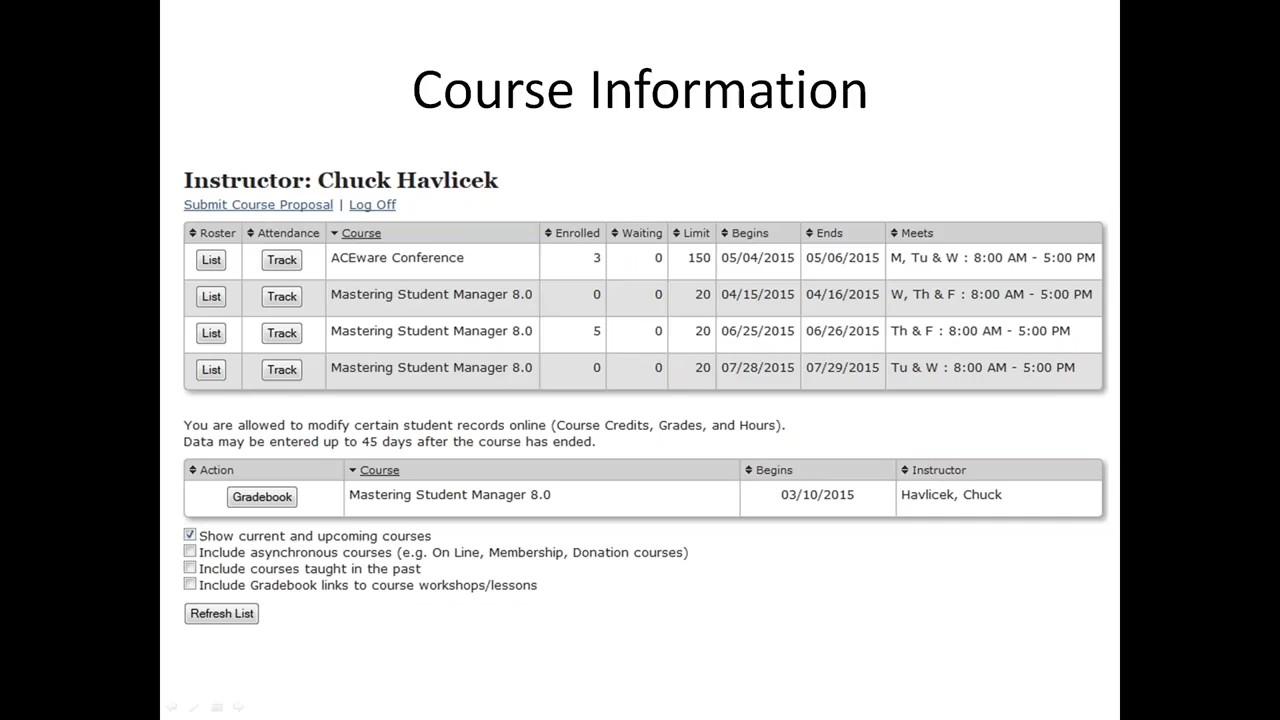 Course Information
Instructor: Chuck Havlicek
Submit Course Proposal | Log Off
Roster Attendance Course Enrolled Waiting Limit Begins Ends Meets
List Track ACEware Conference 3 0 150 05/04/2015 05/06/2015 M, Tu & W : 8:00 AM - 5:00 PM
List Track Mastering Student Manager 8.0 0 0 20 04/15/2015 04/16/2015 W, Th & F : 8:00 AM - 5:00 PM
List Track Mastering Student Manager 8.0 5 0 20 06/25/2015 06/26/2015 Th & F : 8:00 AM - 5:00 PM
List Track Mastering Student Manager 8.0 0 0 20 07/28/2015 07/29/2015 Tu & W : 8:00 AM - 5:00 PM
You are allowed to modify certain student records online (Course Credits, Grades, and Hours).
Data may be entered up to 45 days after the course has ended.
Action Course Begins Instructor
Gradebook Mastering Student Manager 8.0 03/10/2015 Havlicek, Chuck
Show current and upcoming courses
Include asynchronous courses (e.g. On Line, Membership, Donation courses)
Include courses taught in the past
Include Gradebook links to course workshops/lessons
Refresh List